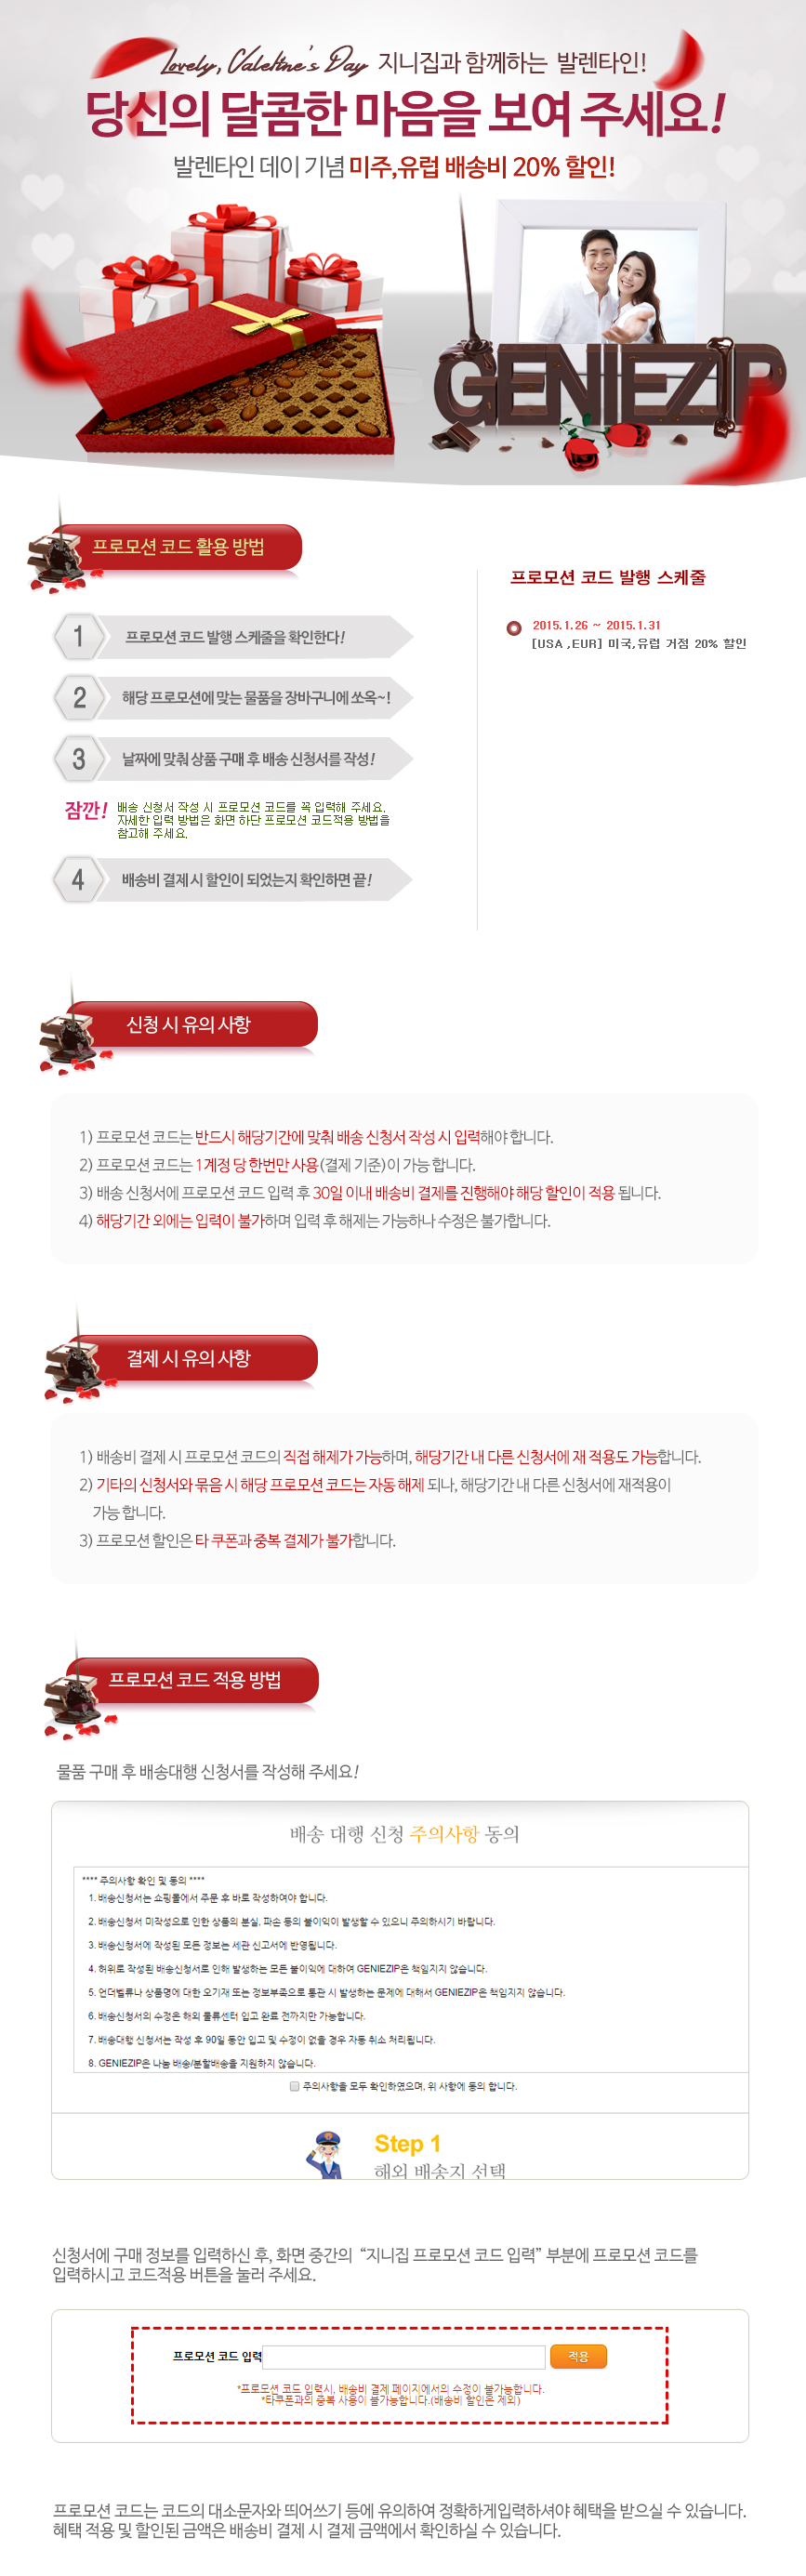 Lovely, Valentine's Day 지니집과 함께하는 발렌타인!
당신의 달콤한 마음을 보여 주세요!
발렌타인 데이 기념 미주,유럽 배송비 20% 할인!
GENIEZIP
프로모션 코드 활용 방법
1 프로모션 코드 발행 스케줄을 확인한다!
2 해당 프로모션에 맞는 물품을 장바구니에 쏘옥~!
3 날짜에 맞춰 상품 구매 후 배송 신청서를 작성!
잠깐! 배송 신청서 작성 시 프로모션 코드를 꼭 입력해 주세요.
자세한 입력 방법은 화면 하단 프로모션 코드적용 방법을
참고해 주세요.
4 배송비 결제 시 할인이 되었는지 확인하면 끝!
프로모션 코드 발행 스케줄
2015.1.26 ~ 2015.1.31
[USA ,EUR] 미국,유럽 거점 20% 할인
신청 시 유의 사항
1) 프로모션 코드는 반드시 해당기간에 맞춰 배송 신청서 작성 시 입력해야 합니다.
2) 프로모션 코드는 1계정 당 한번만 사용(결제 기준)이 가능 합니다.
3) 배송 신청서에 프로모션 코드 입력 후 30일 이내 배송비 결제를 진행해야 해당 할인이 적용 됩니다.
4) 해당기간 외에는 입력이 불가하며 입력 후 해제는 가능하나 수정은 불가합니다.
결제 시 유의 사항
1) 배송비 결제 시 프로모션 코드의 직접 해제가 가능하며, 해당기간 내 다른 신청서에 재 적용도 가능합니다.
2) 기타의 신청서와 묶음 시 해당 프로모션 코드는 자동 해제 되나, 해당기간 내 다른 신청서에 재적용이
가능 합니다.
3) 프로모션 할인은 타 쿠폰과 중복 결제가 불가합니다.
프로모션 코드 적용 방법
물품 구매 후 배송대행 신청서를 작성해 주세요!
배송 대행 신청 주의사항 동의
**** 주의사항 확인 및 동의 ****
1. 배송신청서는 쇼핑몰에서 주문 후 바로 작성하여야 합니다.
2. 배송신청서 미작성으로 인한 상품의 분실, 파손 등의 불이익이 발생할 수 있으니 주의하시기 바랍니다.
3. 배송신청서에 작성된 모든 정보는 세관 신고서에 반영됩니다.
4. 허위로 작성된 배송신청서로 인해 발생하는 모든 불이익에 대하여 GENIEZIP은 책임지지 않습니다.
5. 언더벨류나 상품명에 대한 오기재 또는 정보부족으로 통관 시 발생하는 문제에 대해서 GENIEZIP은 책임지지 않습니다.
6. 배송신청서의 수정은 해외 물류센터 입고 완료 전까지만 가능합니다.
7. 배송대행 신청서는 작성 후 90일 동안 입고 및 수정이 없을 경우 자동 취소 처리됩니다.
8. GENIEZIP은 나눔 배송/분할배송을 지원하지 않습니다.
주의사항을 모두 확인하였으며, 위 사항에 동의 합니다.
Step 1
해외 배송지 선택
신청서에 구매 정보를 입력하신 후, 화면 중간의 “지니집 프로모션 코드 입력” 부분에 프로모션 코드를
입력하시고 코드적용 버튼을 눌러 주세요.
프로모션 코드 입력 적용
*프로모션 코드 입력시, 배송비 결제 페이지에서의 수정이 불가능합니다.
*타쿠폰과의 중복 사용이 불가능합니다.(배송비 할인은 제외)
프로모션 코드는 코드의 대소문자와 띄어쓰기 등에 유의하여 정확하게입력하셔야 혜택을 받으실 수 있습니다.
혜택 적용 및 할인된 금액은 배송비 결제 시 결제 금액에서 확인하실 수 있습니다.